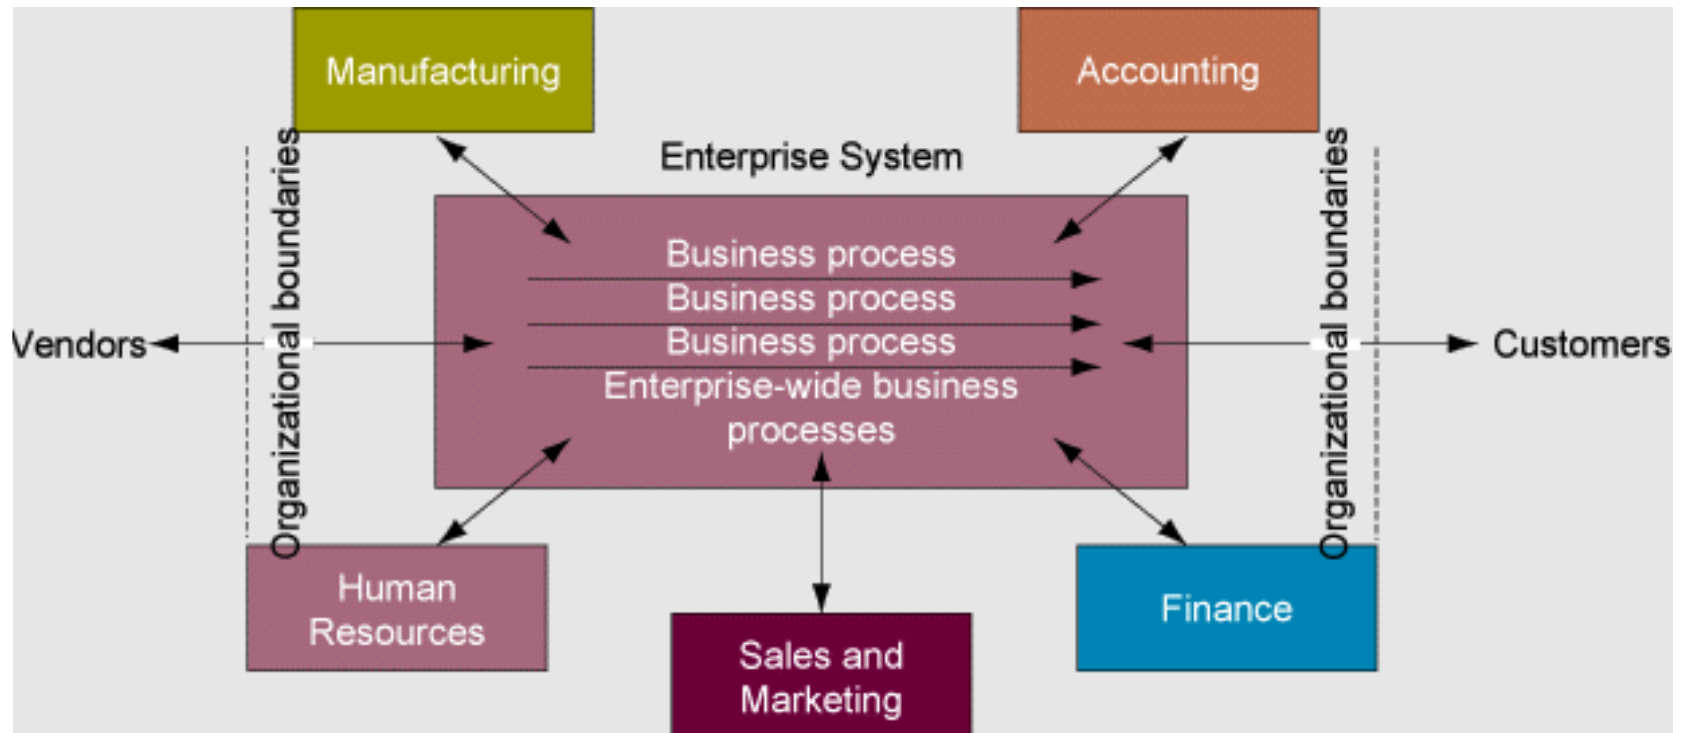 Manufacturing
Accounting
Enterprise System
Organizational boundaries
Organizational boundaries
Business process
Business process
Business process
Vendors
Customers
Enterprise-wide business
processes
Human
Resources
Finance
Sales and
Marketing